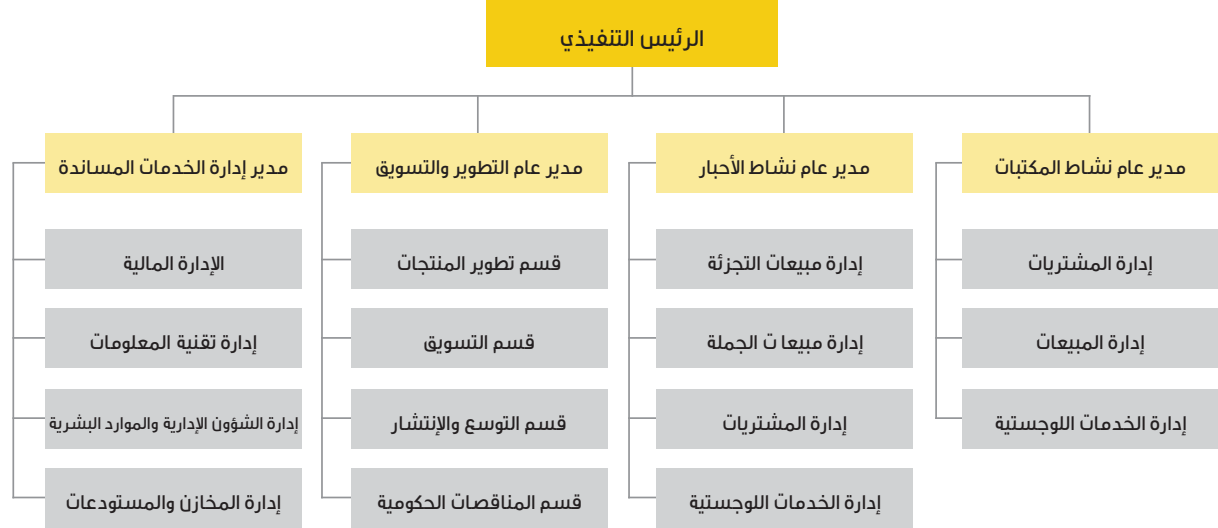 الرئيس التنفيذي
مدير عام نشاط المكتبات
مدير عام نشاط الأحبار
مدير عام التطوير والتسويق
مدير إدارة الخدمات المساندة
إدارة المشتريات
إدارة مبيعات التجزئة
قسم تطوير المنتجات
الإدارة المالية
إدارة المبيعات
إدارة مبيعا ت الجملة
قسم التسويق
إدارة تقنية المعلومات
إدارة الخدمات اللوجستية
إدارة المشتريات
قسم التوسع والإنتشار
إدارة الشؤون الإدارية والموارد البشرية
إدارة الخدمات اللوجستية
قسم المناقصات الحكومية
إدارة المخازن والمستودعات